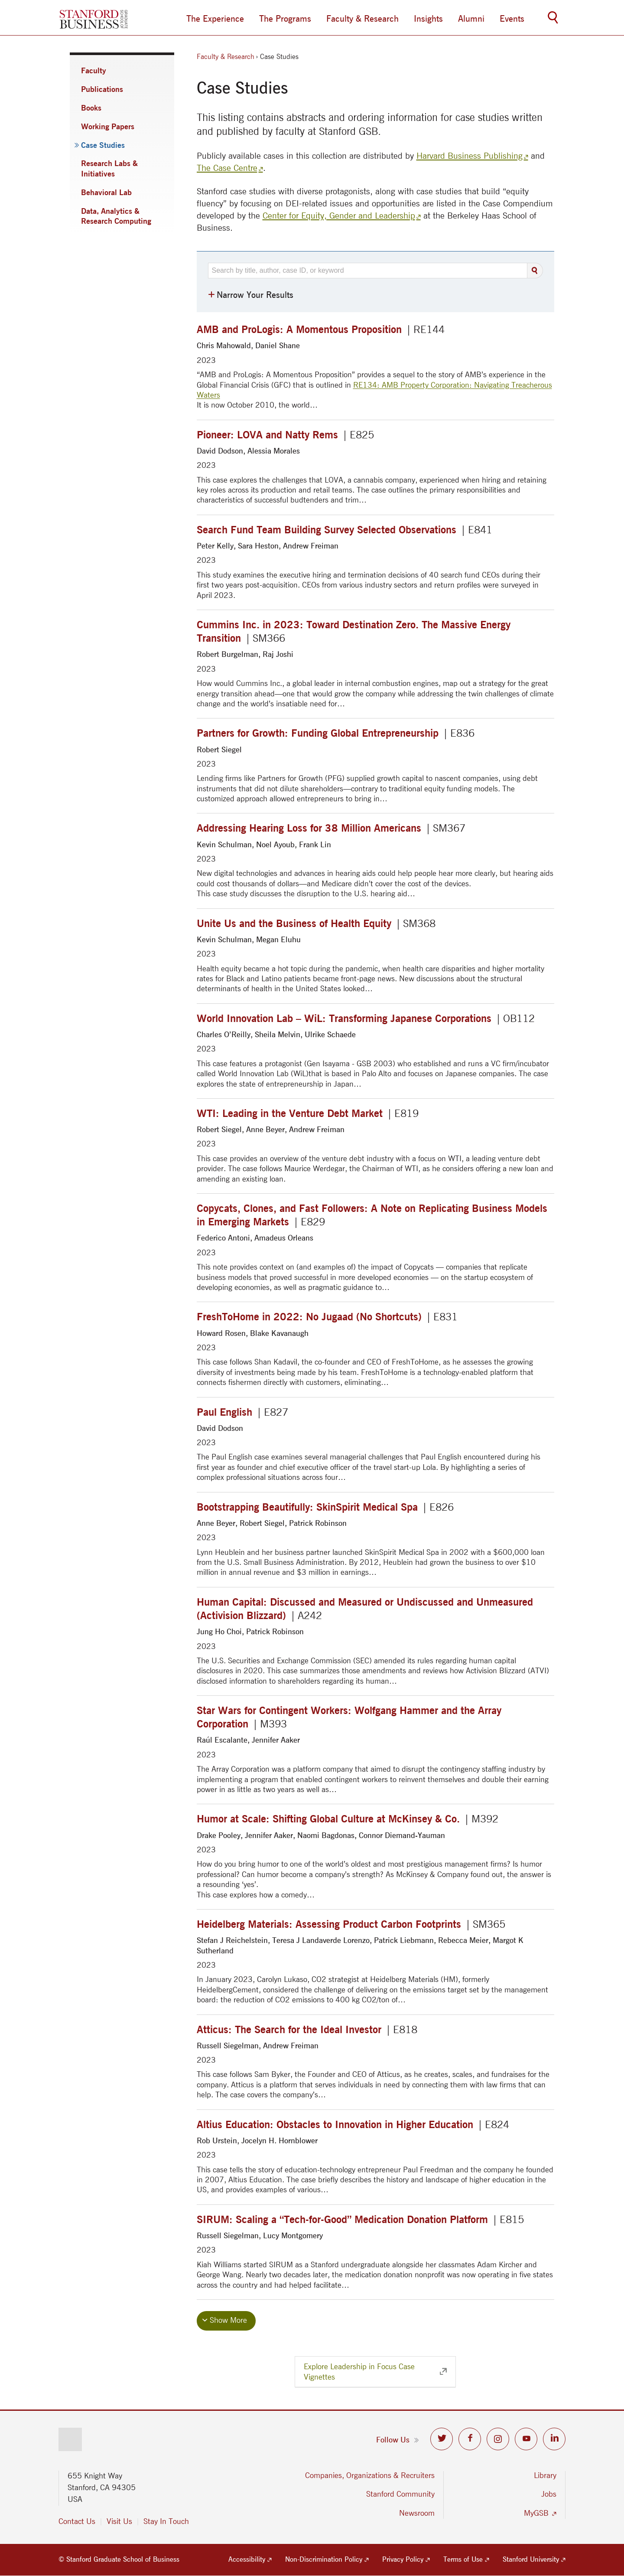 STANFORD
BUSINESS
The Experience The Programs Faculty & Research Insights Alumni Events
Faculty
Publications
Books
Working Papers
Case Studies
Research Labs &
Initiatives
Behavioral Lab
Data, Analytics &
Research Computing
Faculty & Research › Case Studies
Case Studies
This listing contains abstracts and ordering information for case studies written
and published by faculty at Stanford GSB.
Publicly available cases in this collection are distributed by Harvard Business Publishing and
The Case Centre.
Stanford case studies with diverse protagonists, along with case studies that build “equity
fluency” by focusing on DEI-related issues and opportunities are listed in the Case Compendium
developed by the Center for Equity, Gender and Leadership at the Berkeley Haas School of
Business.
Search by title, author, case ID, or keyword
+ Narrow Your Results
AMB and ProLogis: A Momentous Proposition | RE144
Chris Mahowald, Daniel Shane
2023
“AMB and ProLogis: A Momentous Proposition” provides a sequel to the story of AMB’s experience in the
Global Financial Crisis (GFC) that is outlined in RE134: AMB Property Corporation: Navigating Treacherous
Waters
It is now October 2010, the world…
Pioneer: LOVA and Natty Rems | E825
David Dodson, Alessia Morales
2023
This case explores the challenges that LOVA, a cannabis company, experienced when hiring and retaining
key roles across its production and retail teams. The case outlines the primary responsibilities and
characteristics of successful budtenders and trim…
Search Fund Team Building Survey Selected Observations | E841
Peter Kelly, Sara Heston, Andrew Freiman
2023
This study examines the executive hiring and termination decisions of 40 search fund CEOs during their
first two years post-acquisition. CEOs from various industry sectors and return profiles were surveyed in
April 2023.
Cummins Inc. in 2023: Toward Destination Zero. The Massive Energy
Transition | SM366
Robert Burgelman, Raj Joshi
2023
How would Cummins Inc., a global leader in internal combustion engines, map out a strategy for the great
energy transition ahead—one that would grow the company while addressing the twin challenges of climate
change and the world’s insatiable need for…
Partners for Growth: Funding Global Entrepreneurship | E836
Robert Siegel
2023
Lending firms like Partners for Growth (PFG) supplied growth capital to nascent companies, using debt
instruments that did not dilute shareholders—contrary to traditional equity funding models. The
customized approach allowed entrepreneurs to bring in…
Addressing Hearing Loss for 38 Million Americans | SM367
Kevin Schulman, Noel Ayoub, Frank Lin
2023
New digital technologies and advances in hearing aids could help people hear more clearly, but hearing aids
could cost thousands of dollars—and Medicare didn’t cover the cost of the devices.
This case study discusses the disruption to the U.S. hearing aid…
Unite Us and the Business of Health Equity | SM368
Kevin Schulman, Megan Eluhu
2023
Health equity became a hot topic during the pandemic, when health care disparities and higher mortality
rates for Black and Latino patients became front-page news. New discussions about the structural
determinants of health in the United States looked…
World Innovation Lab – WiL: Transforming Japanese Corporations | OB112
Charles O’Reilly, Sheila Melvin, Ulrike Schaede
2023
This case features a protagonist (Gen Isayama - GSB 2003) who established and runs a VC firm/incubator
called World Innovation Lab (WiL)that is based in Palo Alto and focuses on Japanese companies. The case
explores the state of entrepreneurship in Japan…
WTI: Leading in the Venture Debt Market | E819
Robert Siegel, Anne Beyer, Andrew Freiman
2023
This case provides an overview of the venture debt industry with a focus on WTI, a leading venture debt
provider. The case follows Maurice Werdegar, the Chairman of WTI, as he considers offering a new loan and
amending an existing loan.
Copycats, Clones, and Fast Followers: A Note on Replicating Business Models
in Emerging Markets | E829
Federico Antoni, Amadeus Orleans
2023
This note provides context on (and examples of) the impact of Copycats — companies that replicate
business models that proved successful in more developed economies — on the startup ecosystem of
developing economies, as well as pragmatic guidance to…
FreshToHome in 2022: No Jugaad (No Shortcuts) | E831
Howard Rosen, Blake Kavanaugh
2023
This case follows Shan Kadavil, the co-founder and CEO of FreshToHome, as he assesses the growing
diversity of investments being made by his team. FreshToHome is a technology-enabled platform that
connects fishermen directly with customers, eliminating…
Paul English | E827
David Dodson
2023
The Paul English case examines several managerial challenges that Paul English encountered during his
first year as founder and chief executive officer of the travel start-up Lola. By highlighting a series of
complex professional situations across four…
Bootstrapping Beautifully: SkinSpirit Medical Spa | E826
Anne Beyer, Robert Siegel, Patrick Robinson
2023
Lynn Heublein and her business partner launched SkinSpirit Medical Spa in 2002 with a $600,000 loan
from the U.S. Small Business Administration. By 2012, Heublein had grown the business to over $10
million in annual revenue and $3 million in earnings…
Human Capital: Discussed and Measured or Undiscussed and Unmeasured
(Activision Blizzard) | A242
Jung Ho Choi, Patrick Robinson
2023
The U.S. Securities and Exchange Commission (SEC) amended its rules regarding human capital
disclosures in 2020. This case summarizes those amendments and reviews how Activision Blizzard (ATVI)
disclosed information to shareholders regarding its human…
Star Wars for Contingent Workers: Wolfgang Hammer and the Array
Corporation | M393
Raúl Escalante, Jennifer Aaker
2023
The Array Corporation was a platform company that aimed to disrupt the contingency staffing industry by
implementing a program that enabled contingent workers to reinvent themselves and double their earning
power in as little as two years as well as…
Humor at Scale: Shifting Global Culture at McKinsey & Co. | M392
Drake Pooley, Jennifer Aaker, Naomi Bagdonas, Connor Diemand-Yauman
2023
How do you bring humor to one of the world’s oldest and most prestigious management firms? Is humor
professional? Can humor become a company’s strength? As McKinsey & Company found out, the answer is
a resounding ‘yes’.
This case explores how a comedy…
Heidelberg Materials: Assessing Product Carbon Footprints | SM365
Stefan J Reichelstein, Teresa J Landaverde Lorenzo, Patrick Liebmann, Rebecca Meier, Margot K
Sutherland
2023
In January 2023, Carolyn Lukaso, CO2 strategist at Heidelberg Materials (HM), formerly
HeidelbergCement, considered the challenge of delivering on the emissions target set by the management
board: the reduction of CO2 emissions to 400 kg CO2/ton of…
Atticus: The Search for the Ideal Investor | E818
Russell Siegelman, Andrew Freiman
2023
This case follows Sam Byker, the Founder and CEO of Atticus, as he creates, scales, and fundraises for the
company. Atticus is a platform that serves individuals in need by connecting them with law firms that can
help. The case covers the company’s…
Altius Education: Obstacles to Innovation in Higher Education | E824
Rob Urstein, Jocelyn H. Hornblower
2023
This case tells the story of education-technology entrepreneur Paul Freedman and the company he founded
in 2007, Altius Education. The case briefly describes the history and landscape of higher education in the
US, and provides examples of various…
SIRUM: Scaling a “Tech-for-Good” Medication Donation Platform | E815
Russell Siegelman, Lucy Montgomery
2023
Kiah Williams started SIRUM as a Stanford undergraduate alongside her classmates Adam Kircher and
George Wang. Nearly two decades later, the medication donation nonprofit was now operating in five states
across the country and had helped facilitate…
Show More
Explore Leadership in Focus Case
Vignettes
Follow Us
655 Knight Way
Stanford, CA 94305
USA
Contact Us Visit Us Stay In Touch
Companies, Organizations & Recruiters
Stanford Community
Newsroom
Library
Jobs
MyGSB
© Stanford Graduate School of Business Accessibility Non-Discrimination Policy Privacy Policy Terms of Use Stanford University